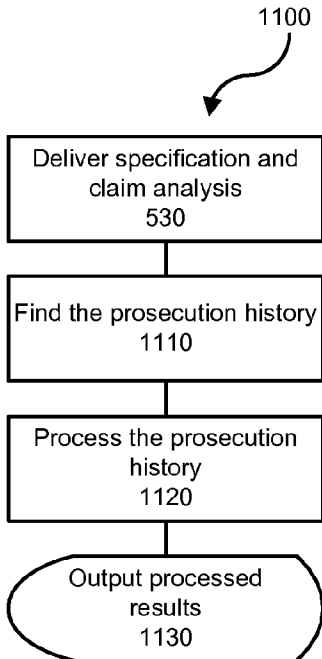 1100
Deliver specification and
claim analysis
530
Find the prosecution history
1110
Process the prosecution
history
1120
Output processed
results
1130